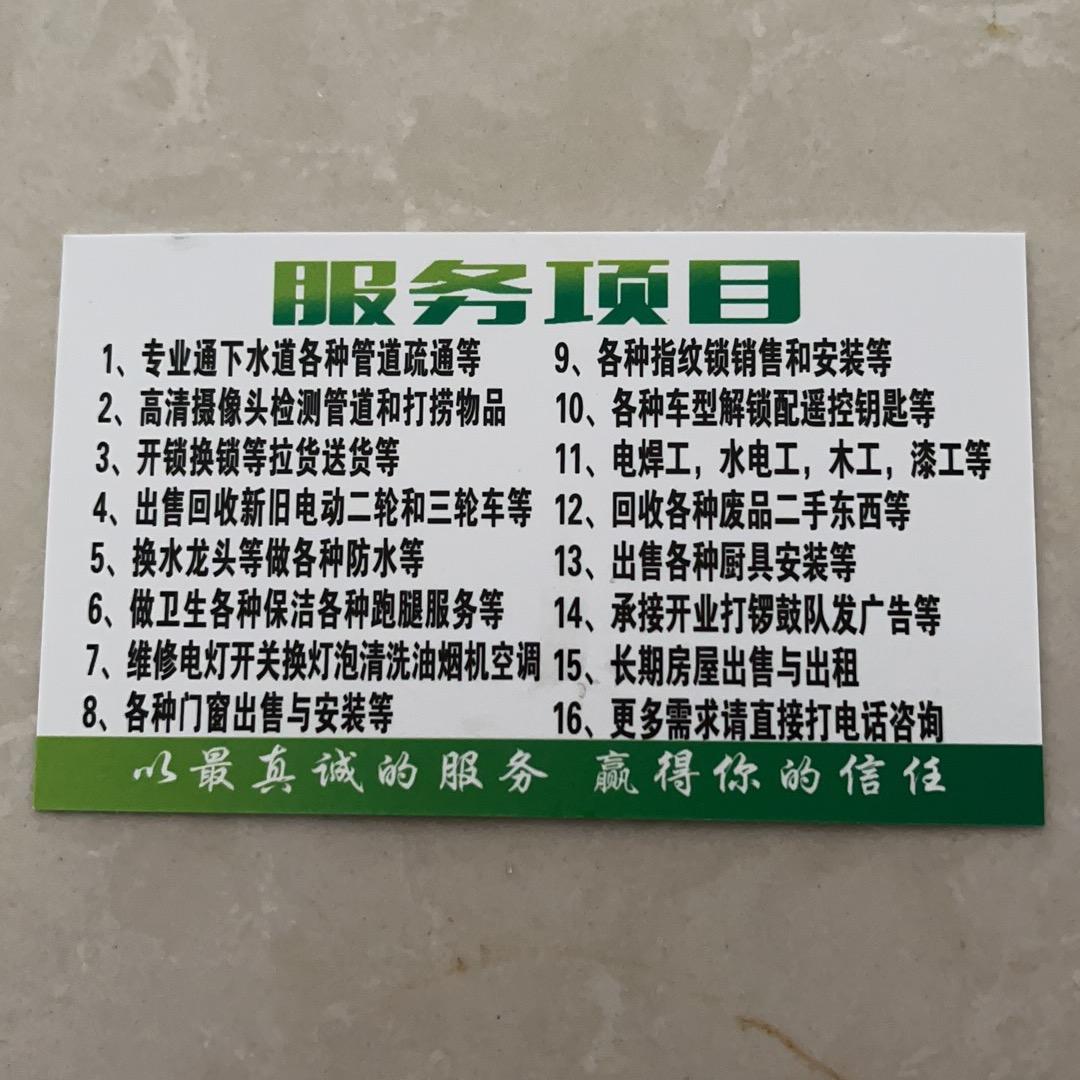 服务项目
1、专业通下水道各种管道疏通等
2、高清摄像头检测管道和打捞物品
3、开锁换锁等拉货送货等
4、出售回收新旧电动二轮和三轮车等
5、换水龙头等做各种防水等
6、做卫生各种保洁各种跑腿服务等
7、维修电灯开关换灯泡清洗油烟机空调
8、各种门窗出售与安装等
9、各种指纹锁销售和安装等
10、各种车型解锁配遥控钥匙等
11、电焊工，水电工，木工，漆工等
12、回收各种废品二手东西等
13、出售各种厨具安装等
14、承接开业打锣鼓队发广告等
15、长期房屋出售与出租
16、更多需求请直接打电话咨询
以最真诚的服务 赢得你的信任